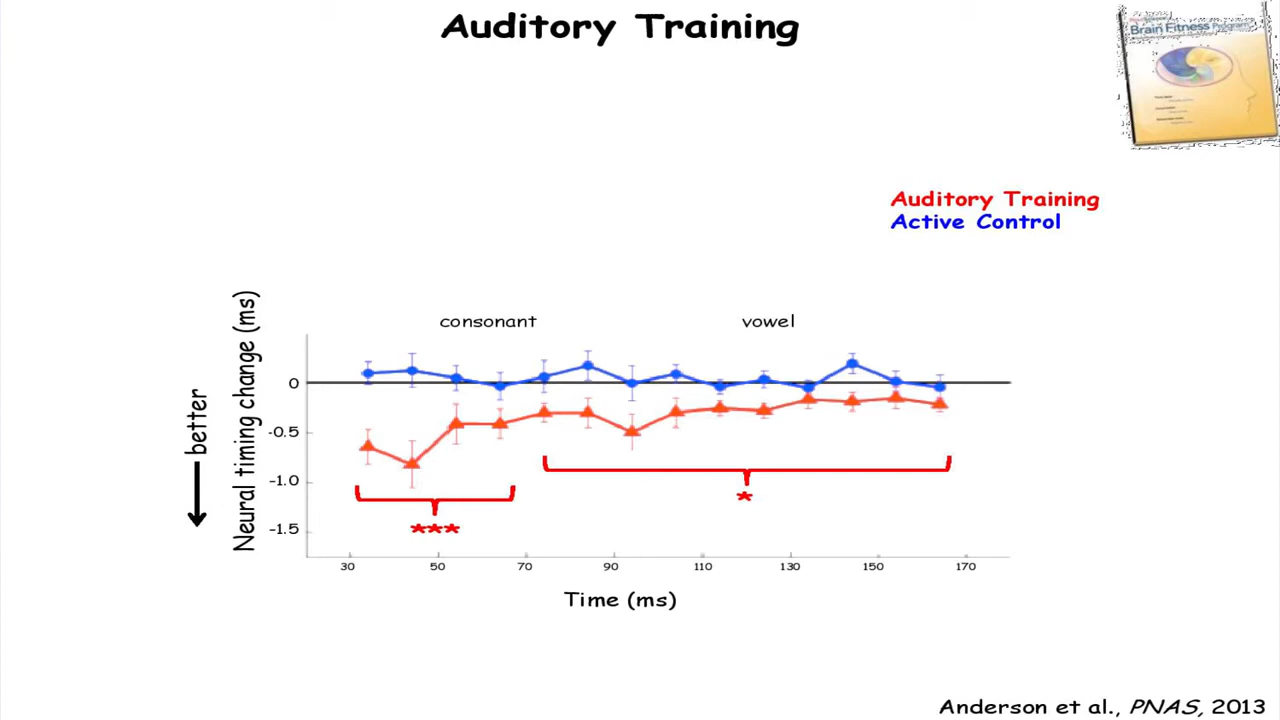 Auditory Training
Brain Fitness Program
Auditory Training
Active Control
consonant
vowel
Neural timing change (ms)
better
0
-0.5
-1.0
-1.5
***
*
30 50 70 90 110 130 150 170
Time (ms)
Anderson et al., PNAS, 2013